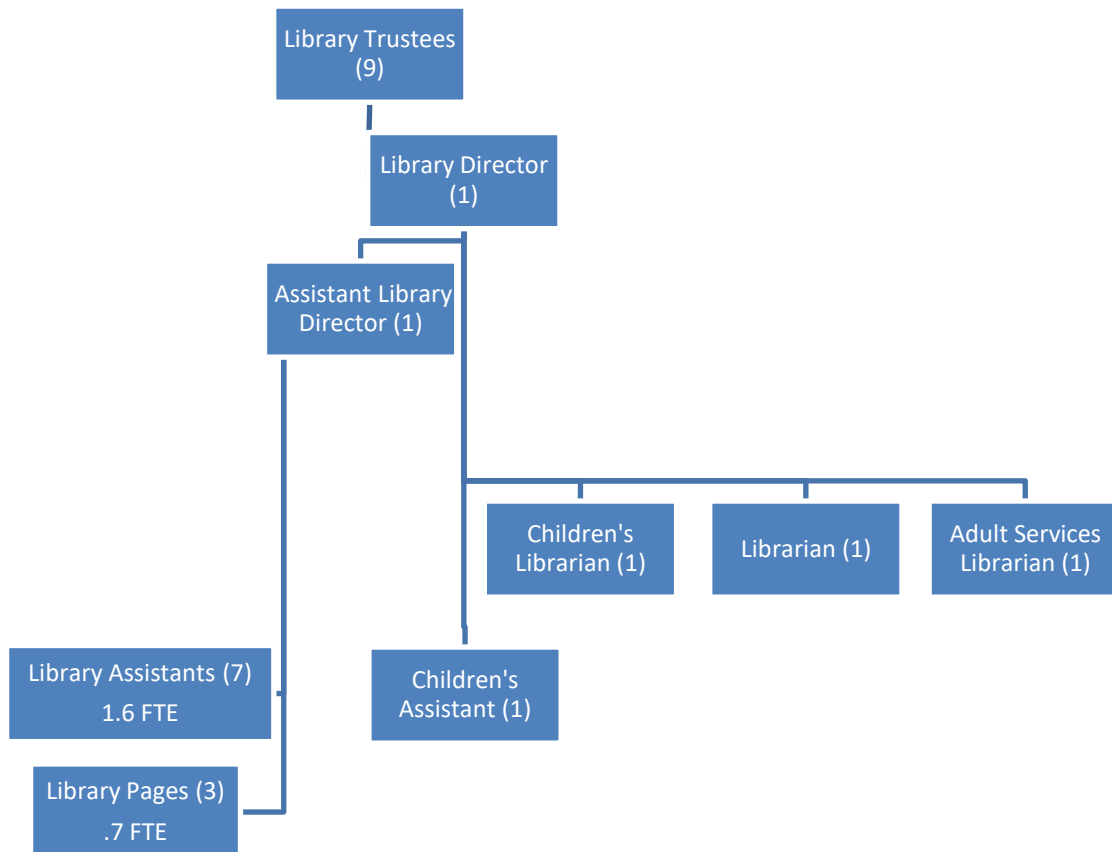 Library Trustees
(9)
Library Director
(1)
Assistant Library
Director (1)
Children's
Librarian (1)
Librarian (1)
Adult Services
Librarian (1)
Library Assistants (7)
1.6 FTE
Children's
Assistant (1)
Library Pages (3)
.7 FTE